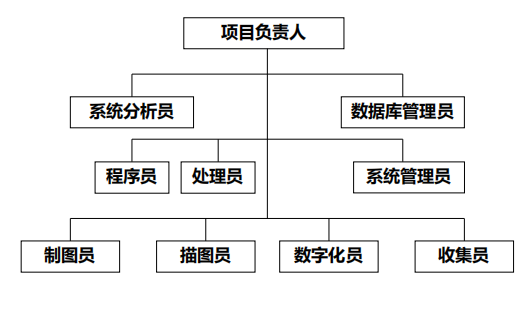 项目负责人
系统分析员
数据库管理员
程序员
处理员
系统管理员
制图员
描图员
数字化员
收集员